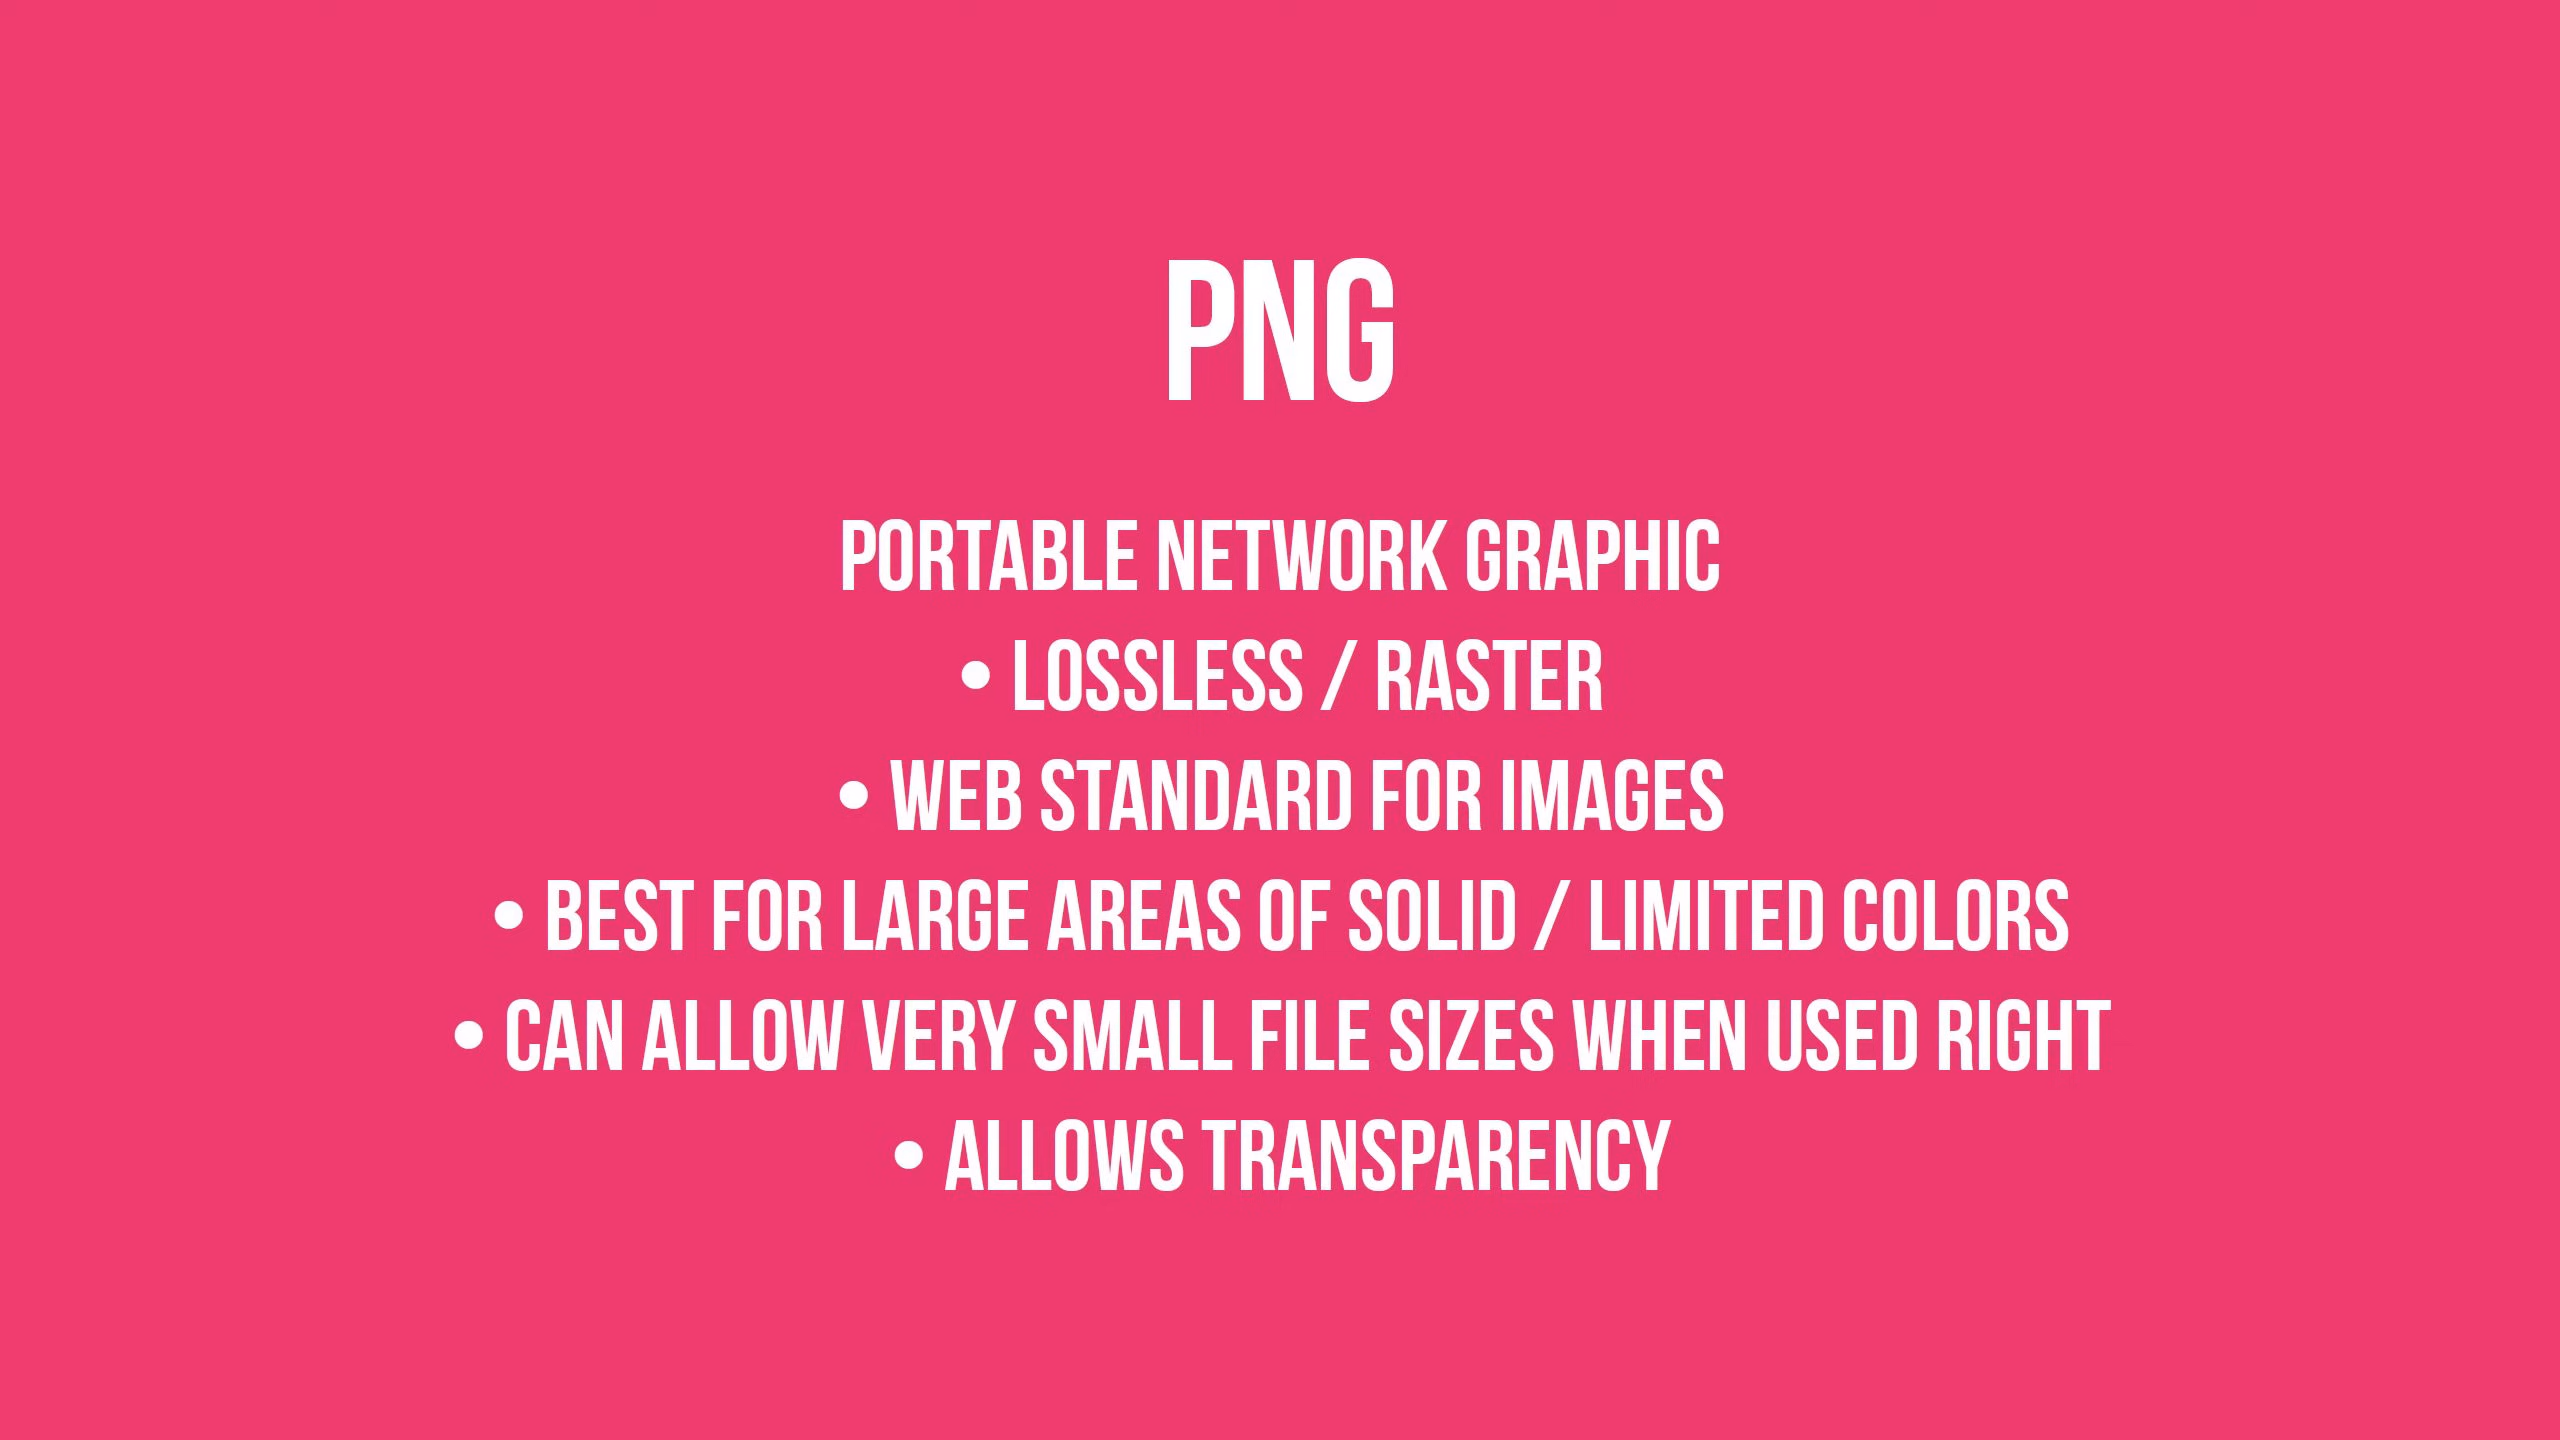 PNG
PORTABLE NETWORK GRAPHIC
• LOSSLESS / RASTER
• WEB STANDARD FOR IMAGES
• BEST FOR LARGE AREAS OF SOLID / LIMITED COLORS
• CAN ALLOW VERY SMALL FILE SIZES WHEN USED RIGHT
• ALLOWS TRANSPARENCY